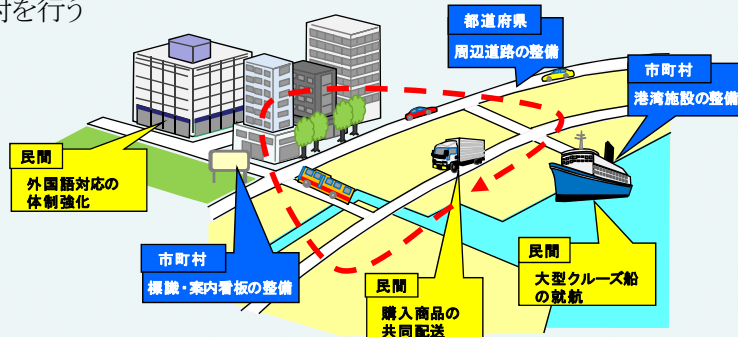 付を行う
都道府県
周辺道路の整備
市町村
港湾施設の整備
民間
外国語対応の
体制強化
市町村
標識・案内看板の整備
民間
購入商品の
共同配送
民間
大型クルーズ船
の就航